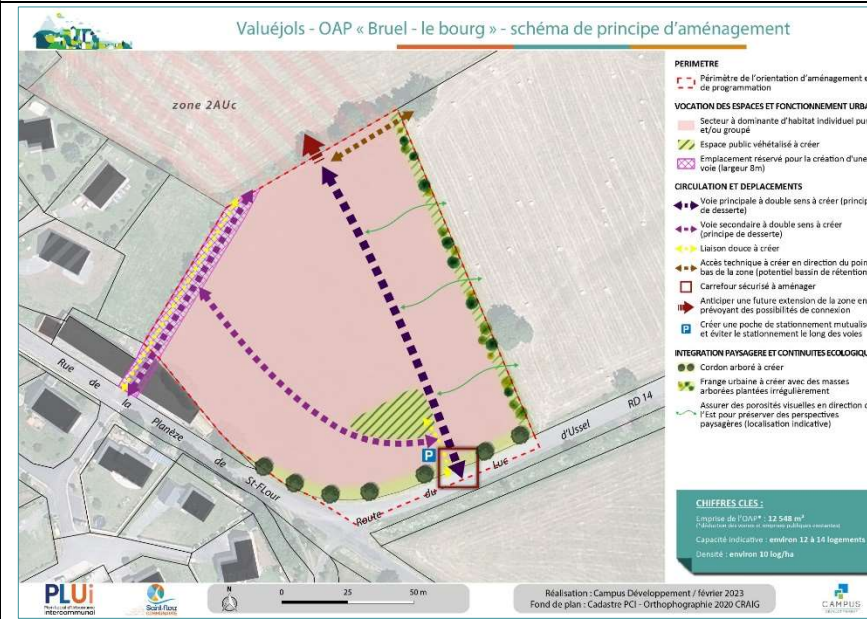 Valuéjols - OAP « Bruel - le bourg » - schéma de principe d'aménagement
zone 2AUc
Rue de la Planèze de St-FLour
Route du Luc d'Ussel RD 14
P
PERIMETRE
Périmètre de l'orientation d'aménagement e
de programmation
VOCATION DES ESPACES ET FONCTIONNEMENT URBA
Secteur à dominante d'habitat individuel pur
et/ou groupé
Espace public véhétalisé à créer
Emplacement réservé pour la création d'une
voie (largeur 8m)
CIRCULATION ET DEPLACEMENTS
Voie principale à double sens à créer (princip
de desserte)
Voie secondaire à double sens à créer
(principe de desserte)
Liaison douce à créer
Accès technique à créer en direction du poin
bas de la zone (potentiel bassin de rétention
Carrefour sécurisé à aménager
Anticiper une future extension de la zone en
prévoyant des possibilités de connexion
P
Créer une poche de stationnement mutualis
et éviter le stationnement le long des voies
INTEGRATION PAYSAGERE ET CONTINUITES ECOLOGIQU
Cordon arboré à créer
Frange urbaine à créer avec des masses
arborées plantées irrégulièrement
Assurer des porosités visuelles en direction d
l'Est pour préserver des perspectives
paysagères (localisation indicative)
CHIFFRES CLES :
Emprise de l'OAP* : 12 548 m²
Capacité indicative : environ 12 à 14 logements
Densité : environ 10 log/ha
PLUi
intercommunal
Saint-Flour
N
0 25 50 m
Réalisation : Campus Développement / février 2023
Fond de plan : Cadastre PCI - Orthophographie 2020 CRAIG
CAMPUS